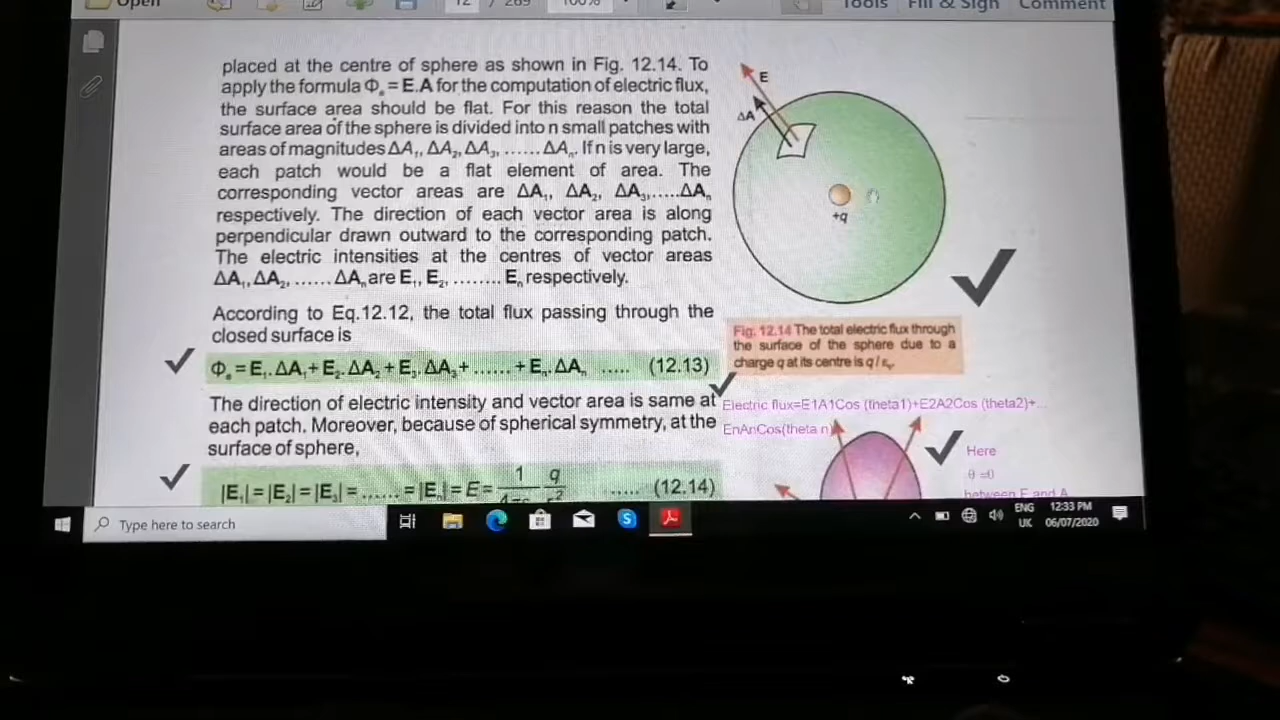 Open
12 / 269
100%
Tools
Fill & Sign
Comment
placed at the centre of sphere as shown in Fig. 12.14. To
apply the formula Φₑ = E.A for the computation of electric flux,
the surface area should be flat. For this reason the total
surface area of the sphere is divided into n small patches with
areas of magnitudes ΔA₁, ΔA₂, ΔA₃, ...... ΔAₙ. If n is very large,
each patch would be a flat element of area. The
corresponding vector areas are ΔA₁, ΔA₂, ΔA₃,.....ΔAₙ
respectively. The direction of each vector area is along
perpendicular drawn outward to the corresponding patch.
The electric intensities at the centres of vector areas
ΔA₁, ΔA₂, ...... ΔAₙ are E₁, E₂, ........ Eₙ respectively.
According to Eq.12.12, the total flux passing through the
closed surface is
Φₑ = E₁.ΔA₁ + E₂.ΔA₂ + E₃.ΔA₃ + ...... + Eₙ.ΔAₙ ..... (12.13)
The direction of electric intensity and vector area is same at
each patch. Moreover, because of spherical symmetry, at the
surface of sphere,
|E₁| = |E₂| = |E₃| = ...... = |Eₙ| = E = 1 q ..... (12.14)
E
ΔA
+q
Fig. 12.14 The total electric flux through
the surface of the sphere due to a
charge q at its centre is q / ε₀.
Electric flux=E1A1Cos (theta1)+E2A2Cos (theta2)+...
EnAnCos(theta n)
Here
θ =0
between E and A
Type here to search
ENG
UK
12:33 PM
06/07/2020